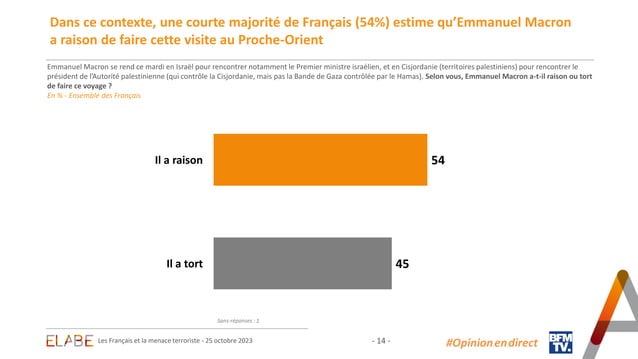 Dans ce contexte, une courte majorité de Français (54%) estime qu’Emmanuel Macron
a raison de faire cette visite au Proche-Orient
Emmanuel Macron se rend ce mardi en Israël pour rencontrer notamment le Premier ministre israélien, et en Cisjordanie (territoires palestiniens) pour rencontrer le
président de l’Autorité palestinienne (qui contrôle la Cisjordanie, mais pas la Bande de Gaza contrôlée par le Hamas). Selon vous, Emmanuel Macron a-t-il raison ou tort
de faire ce voyage ?
En % - Ensemble des Français
Il a raison
54
Il a tort
45
Sans réponses : 1
ELABE
Les Français et la menace terroriste - 25 octobre 2023
- 14 -
#Opinionendirect
BFM
TV.